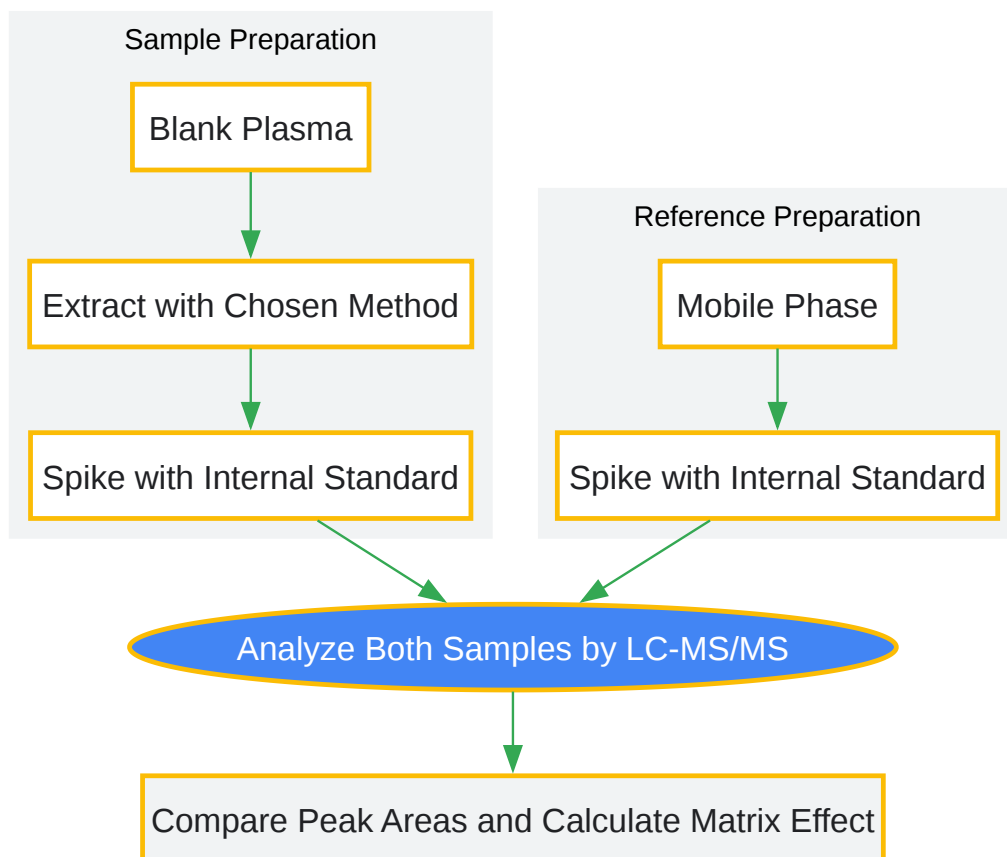 Sample Preparation
Blank Plasma
Extract with Chosen Method
Spike with Internal Standard
Reference Preparation
Mobile Phase
Spike with Internal Standard
Analyze Both Samples by LC-MS/MS
Compare Peak Areas and Calculate Matrix Effect